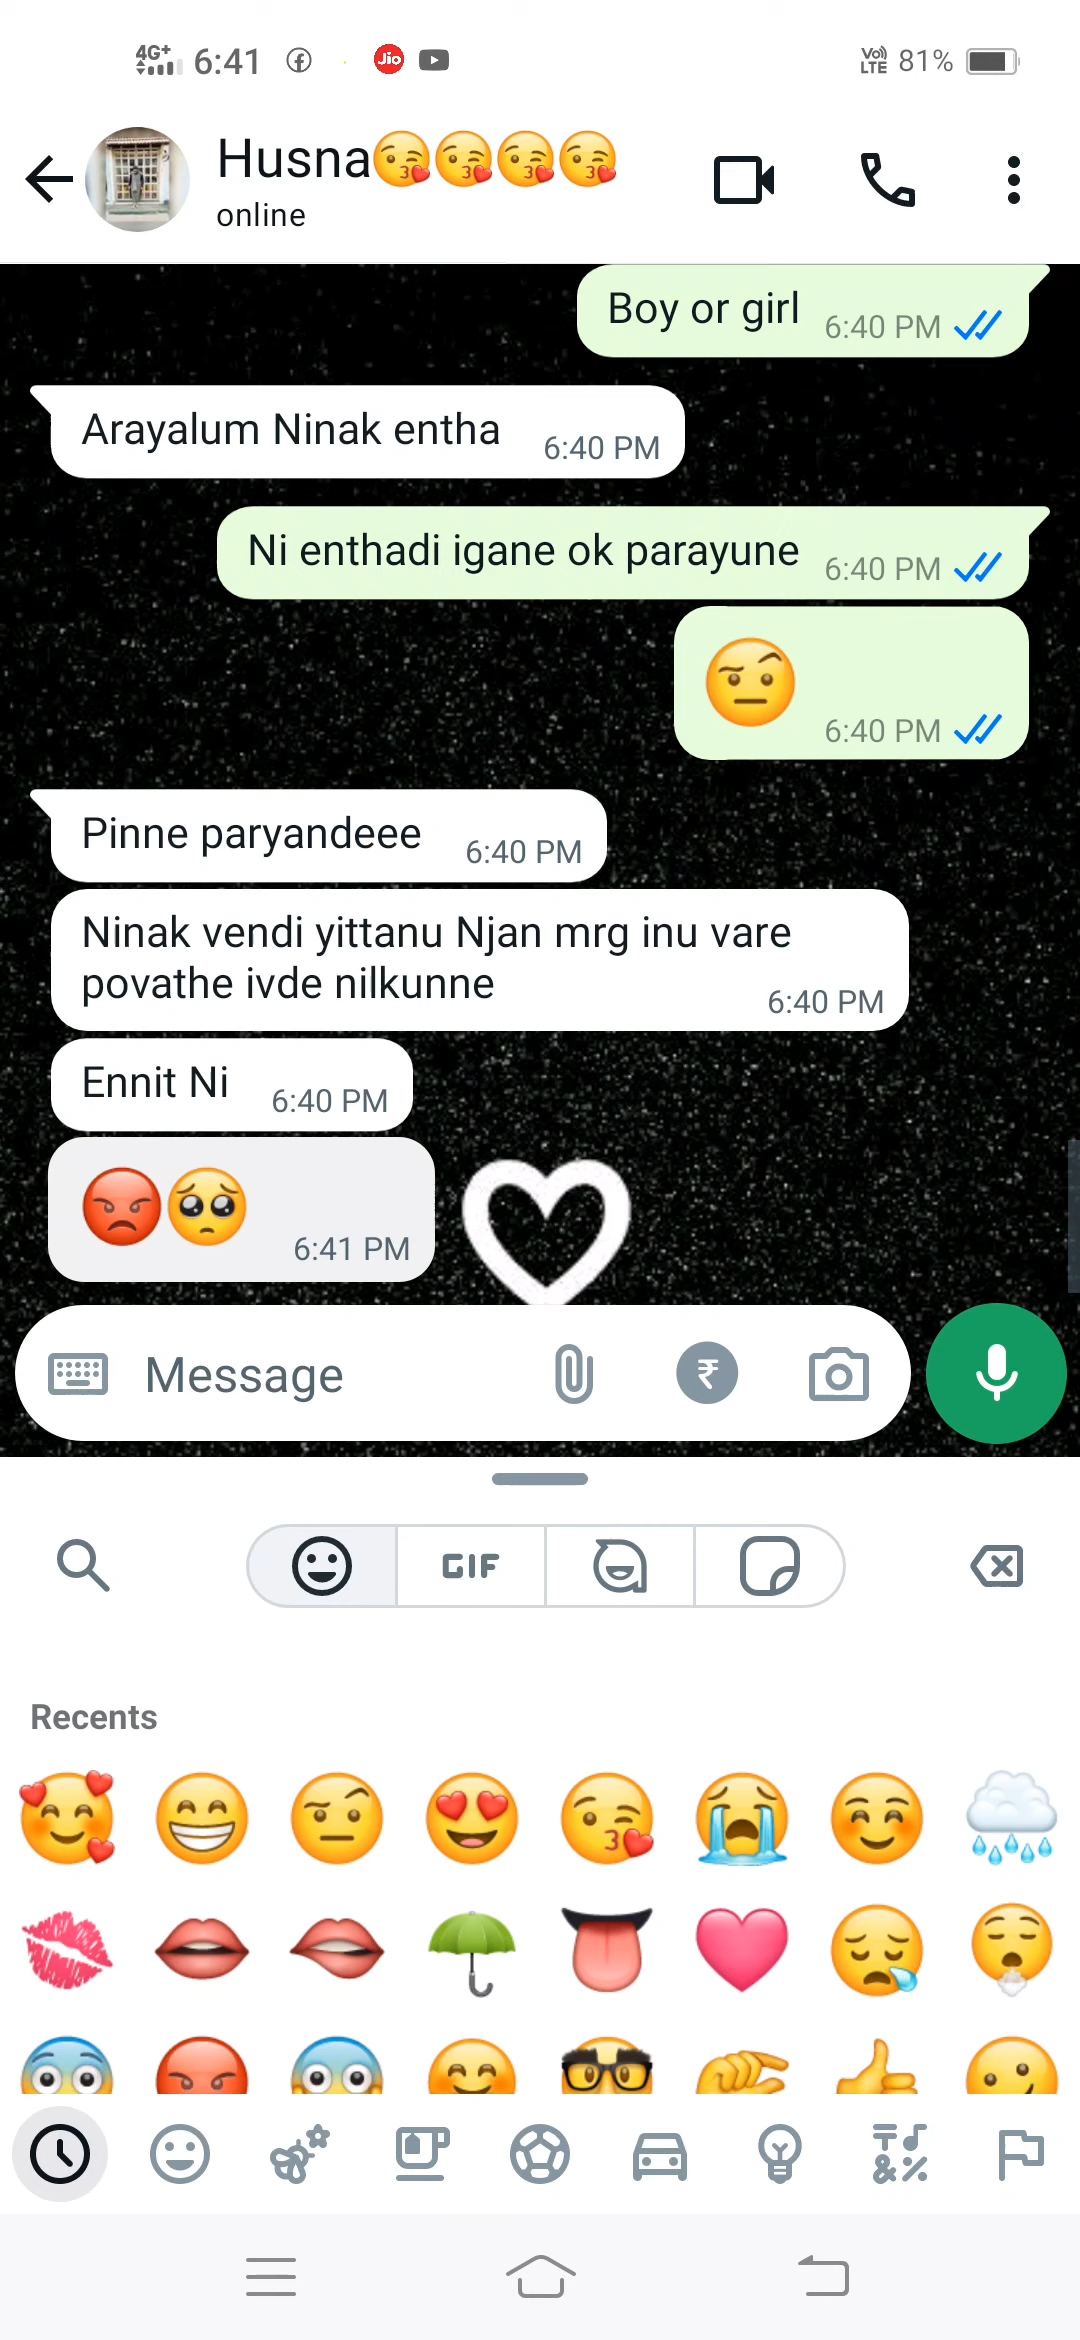 4G+ 6:41 Jio Vo) LTE 81%
Husna😘😘😘😘
online
Boy or girl 6:40 PM
Arayalum Ninak entha 6:40 PM
Ni enthadi igane ok parayune 6:40 PM
🤨 6:40 PM
Pinne paryandeee 6:40 PM
Ninak vendi yittanu Njan mrg inu vare
povathe ivde nilkunne 6:40 PM
Ennit Ni 6:40 PM
😡🥺 6:41 PM
Message ₹
GIF
Recents